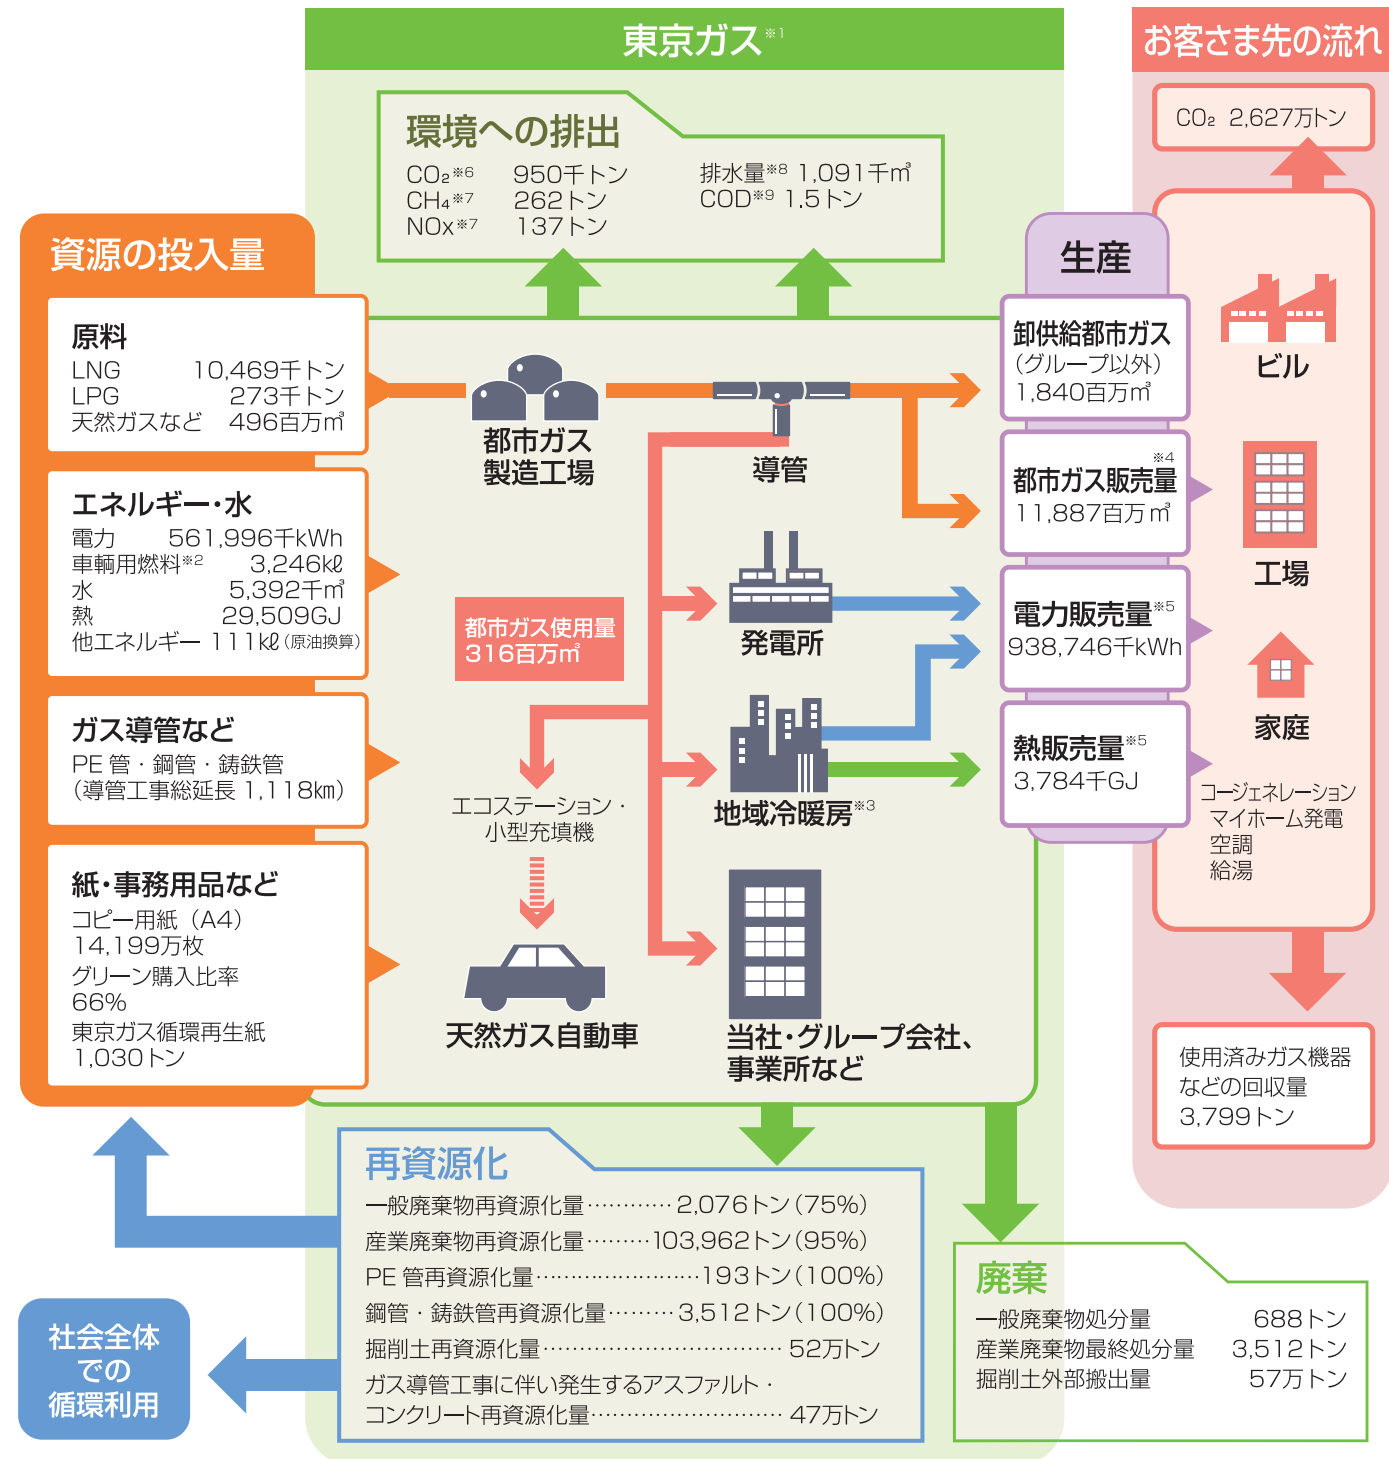 東京ガス※1
お客さま先の流れ
環境への排出
CO₂※6 950千トン
CH₄※7 262トン
NOx※7 137トン
排水量※8 1,091千㎥
COD※9 1.5トン
CO₂ 2,627万トン
資源の投入量
原料
LNG 10,469千トン
LPG 273千トン
天然ガスなど 496百万㎥
エネルギー・水
電力 561,996千kWh
車輌用燃料※2 3,246kℓ
水 5,392千㎥
熱 29,509GJ
他エネルギー 111kℓ（原油換算）
ガス導管など
PE管・鋼管・鋳鉄管
（導管工事総延長 1,118km）
紙・事務用品など
コピー用紙（A4）
14,199万枚
グリーン購入比率
66%
東京ガス循環再生紙
1,030トン
都市ガス
製造工場
導管
都市ガス使用量
316百万㎥
発電所
地域冷暖房※3
エコステーション・
小型充填機
天然ガス自動車
当社・グループ会社、
事業所など
生産
卸供給都市ガス
（グループ以外）
1,840百万㎥
※4
都市ガス販売量
11,887百万㎥
電力販売量※5
938,746千kWh
熱販売量※5
3,784千GJ
ビル
工場
家庭
コージェネレーション
マイホーム発電
空調
給湯
使用済みガス機器
などの回収量
3,799トン
再資源化
一般廃棄物再資源化量………… 2,076トン（75%）
産業廃棄物再資源化量………103,962トン（95%）
PE管再資源化量……………………193トン（100%）
鋼管・鋳鉄管再資源化量……… 3,512トン（100%）
掘削土再資源化量…………………………… 52万トン
ガス導管工事に伴い発生するアスファルト・
コンクリート再資源化量……………………… 47万トン
廃棄
一般廃棄物処分量 688トン
産業廃棄物最終処分量 3,512トン
掘削土外部搬出量 57万トン
社会全体
での
循環利用